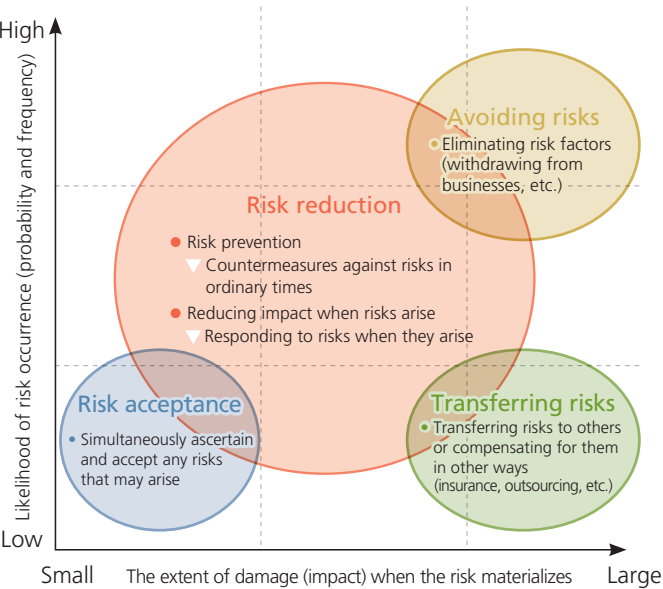 High
Likelihood of risk occurrence (probability and frequency)
Low
Avoiding risks
Eliminating risk factors
(withdrawing from
businesses, etc.)
Risk reduction
• Risk prevention
▼ Countermeasures against risks in
ordinary times
• Reducing impact when risks arise
▼ Responding to risks when they arise
Risk acceptance
• Simultaneously ascertain
and accept any risks
that may arise
Transferring risks
• Transferring risks to others
or compensating for them
in other ways
(insurance, outsourcing, etc.)
Small
The extent of damage (impact) when the risk materializes
Large